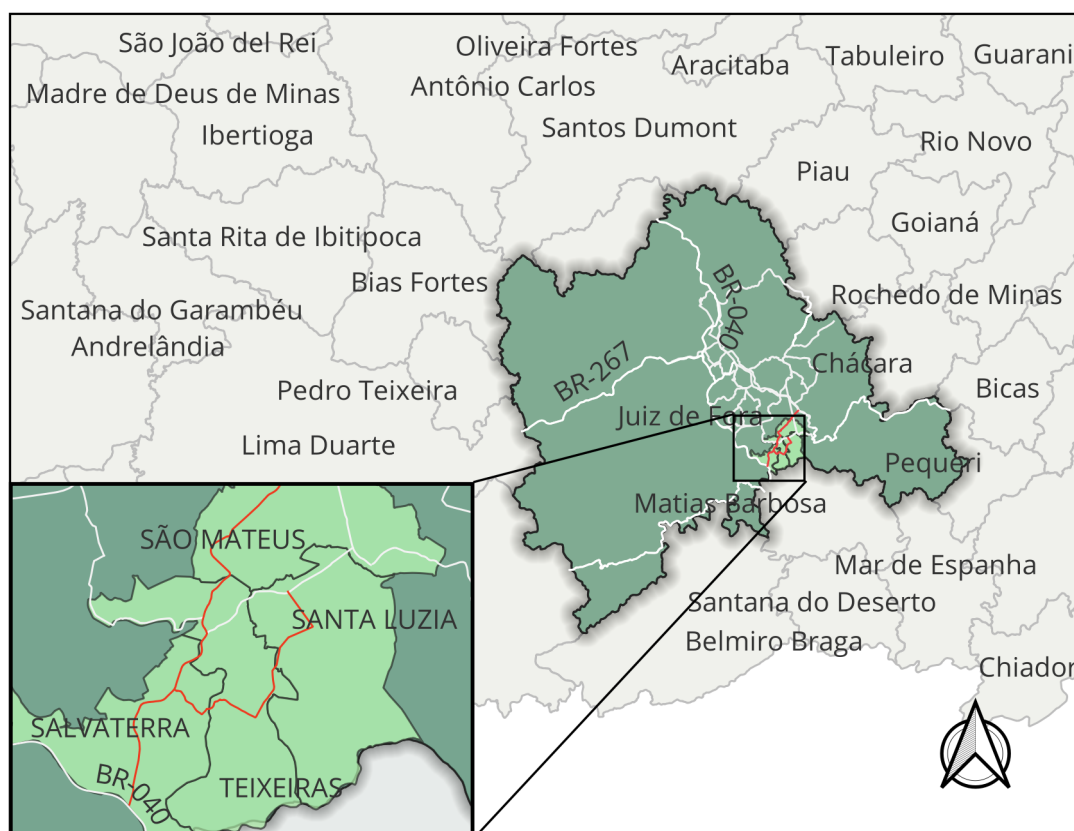 São João del Rei
Oliveira Fortes
Tabuleiro
Guarani
Aracitaba
Madre de Deus de Minas
Antônio Carlos
Ibertioga
Santos Dumont
Rio Novo
Piau
Goianá
Santa Rita de Ibitipoca
Bias Fortes
Rochedo de Minas
Santana do Garambéu
BR-040
Andrelândia
BR-267
Chácara
Pedro Teixeira
Bicas
Juiz de Fora
Lima Duarte
Pequeri
Matias Barbosa
SÃO MATEUS
Mar de Espanha
Santana do Deserto
SANTA LUZIA
Belmiro Braga
Chiador
SALVATERRA
BR-040
TEIXEIRAS